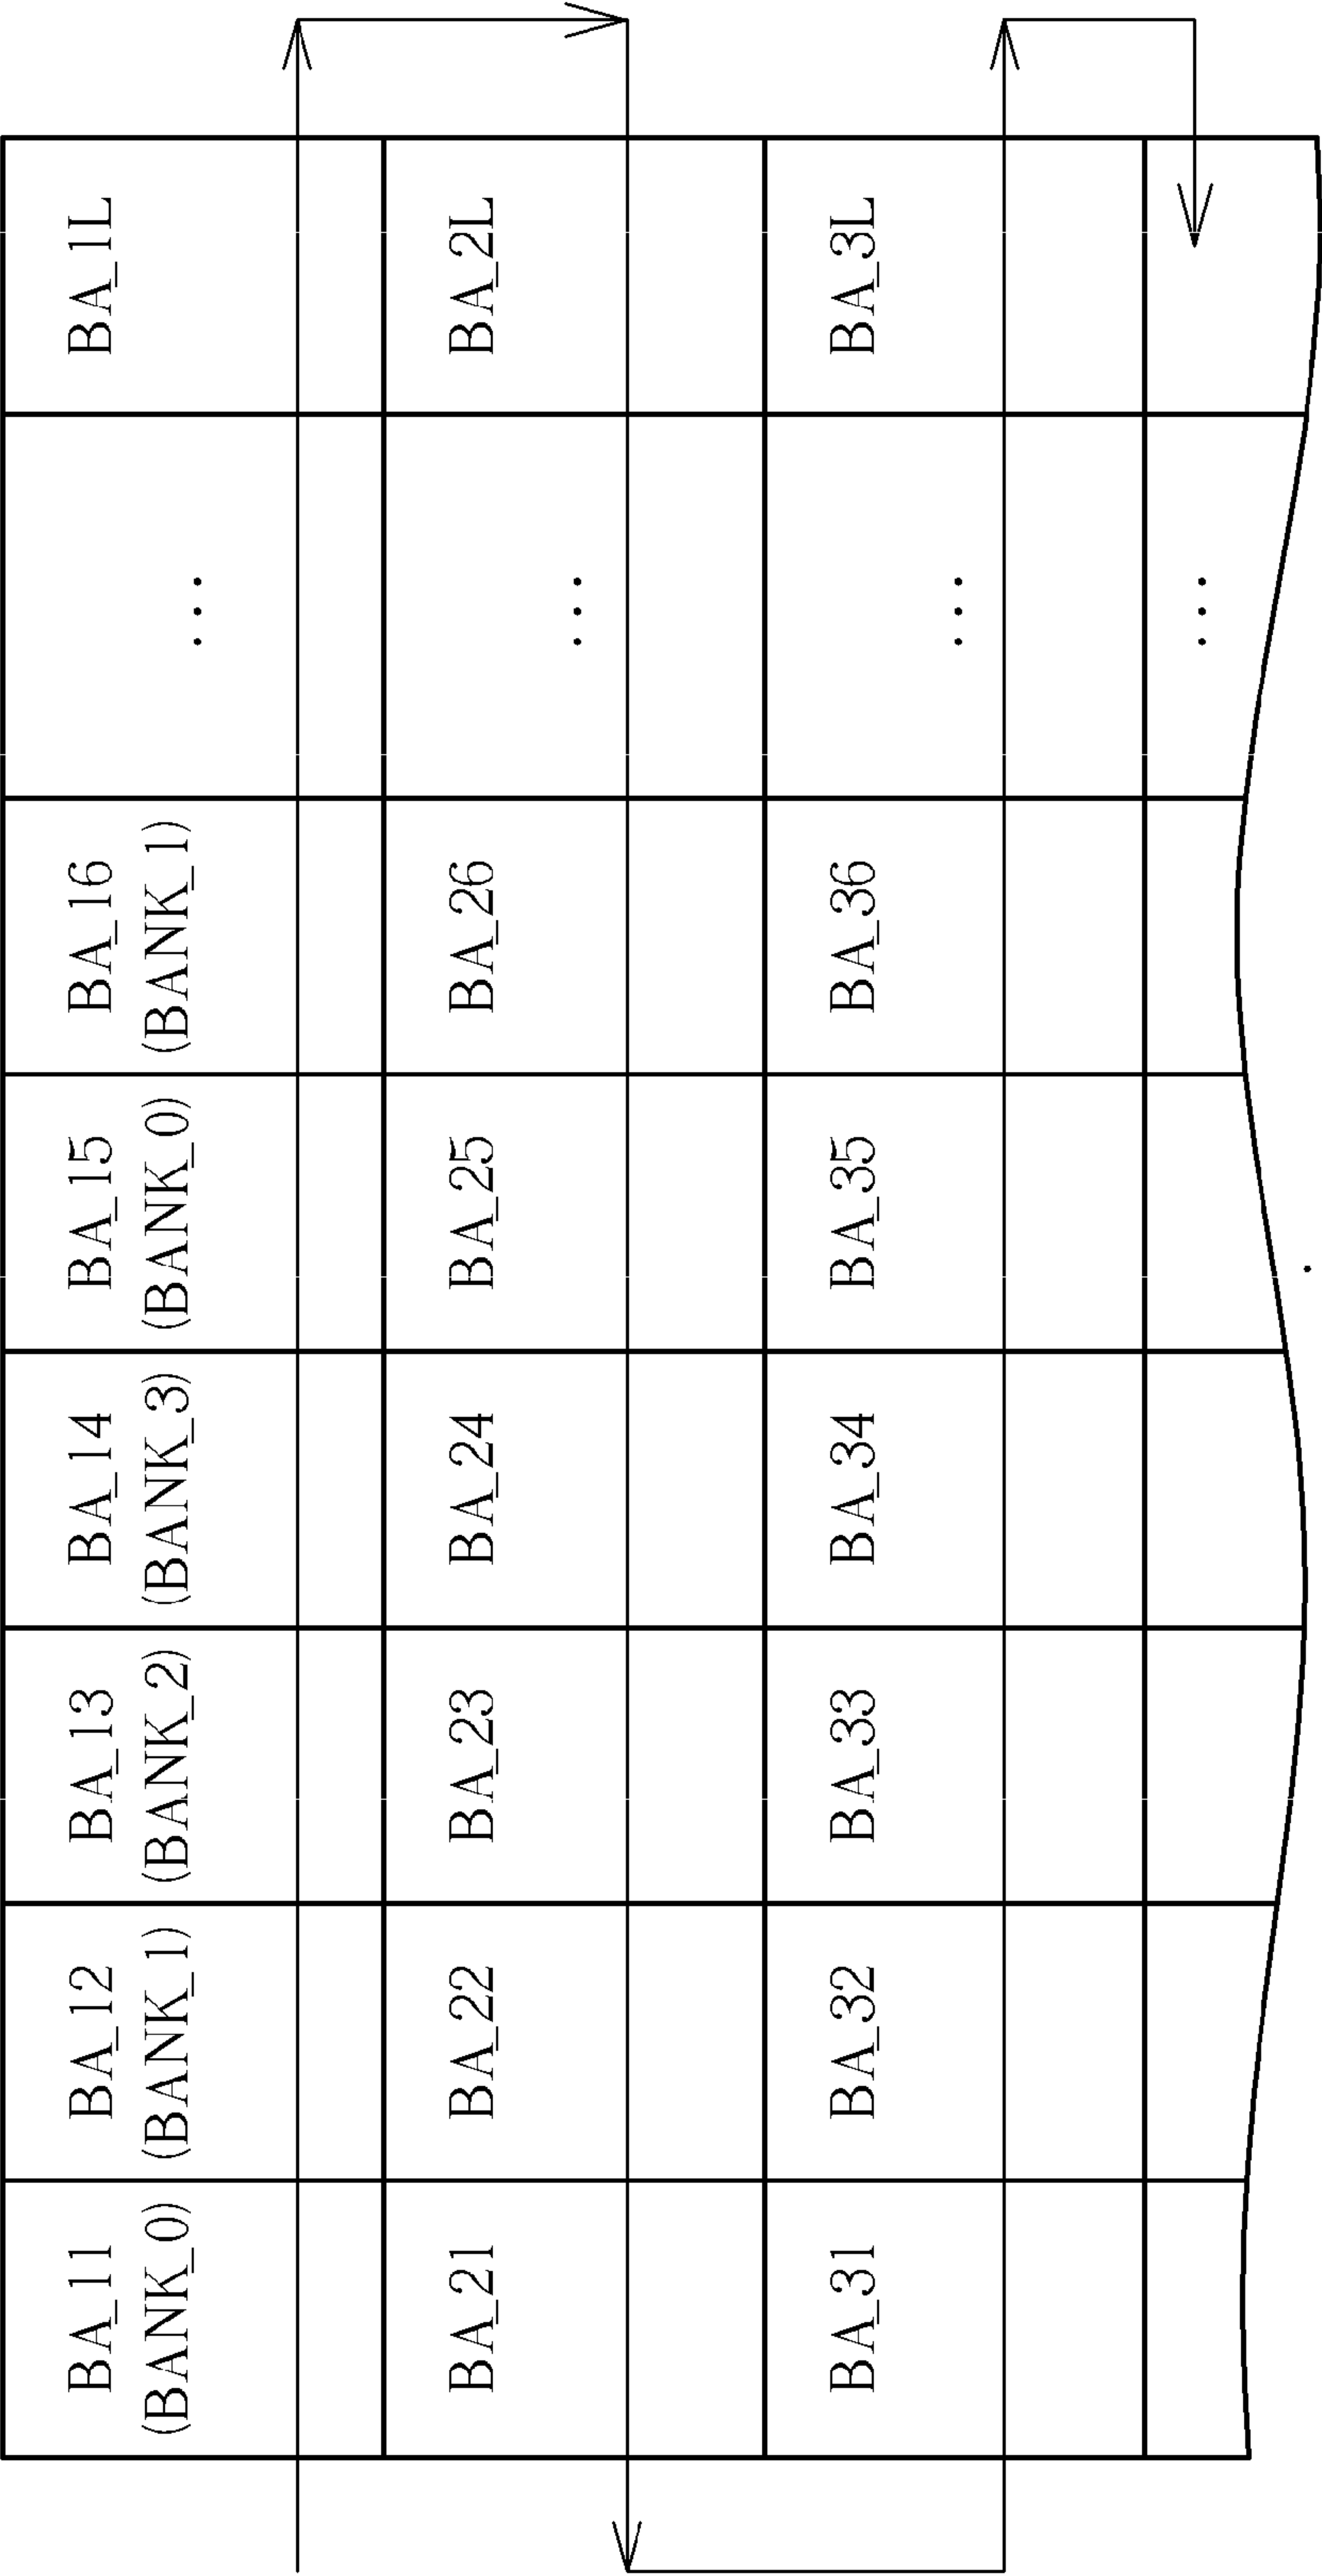 BA_11
(BANK_0)
BA_12
(BANK_1)
BA_13
(BANK_2)
BA_14
(BANK_3)
BA_15
(BANK_0)
BA_16
(BANK_1)
...
BA_1L
BA_21
BA_22
BA_23
BA_24
BA_25
BA_26
...
BA_2L
BA_31
BA_32
BA_33
BA_34
BA_35
BA_36
...
BA_3L
...